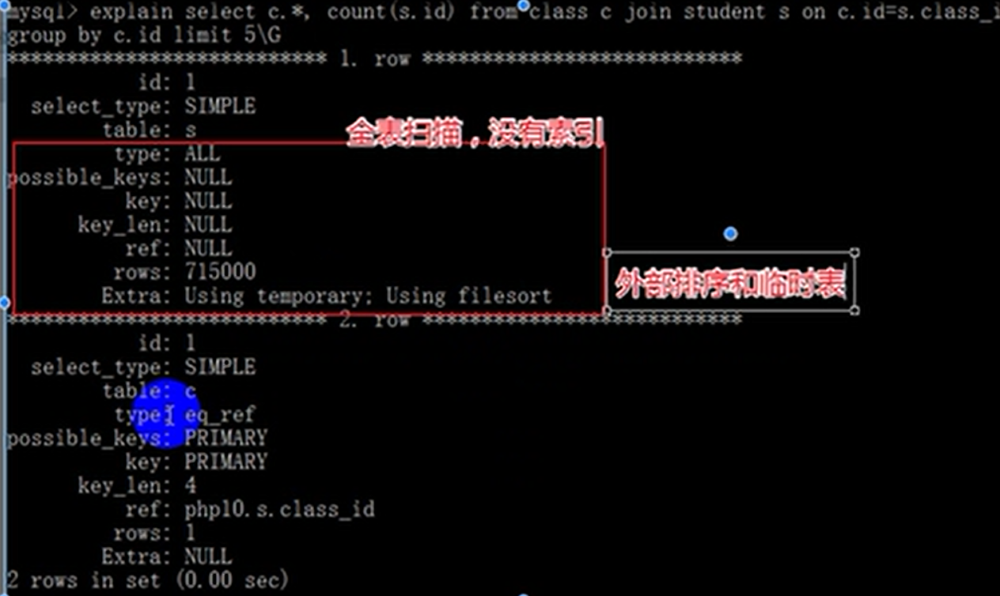 mysql> explain select c.*, count(s.id) from class c join student s on c.id=s.class_i
group by c.id limit 5\G
*************************** 1. row ***************************
id: 1
select_type: SIMPLE
table: s
全表扫描，没有索引
type: ALL
possible_keys: NULL
key: NULL
key_len: NULL
ref: NULL
rows: 715000
外部排序和临时表
Extra: Using temporary; Using filesort
*************************** 2. row ***************************
id: 1
select_type: SIMPLE
table: c
type: eq_ref
possible_keys: PRIMARY
key: PRIMARY
key_len: 4
ref: php10.s.class_id
rows: 1
Extra: NULL
2 rows in set (0.00 sec)